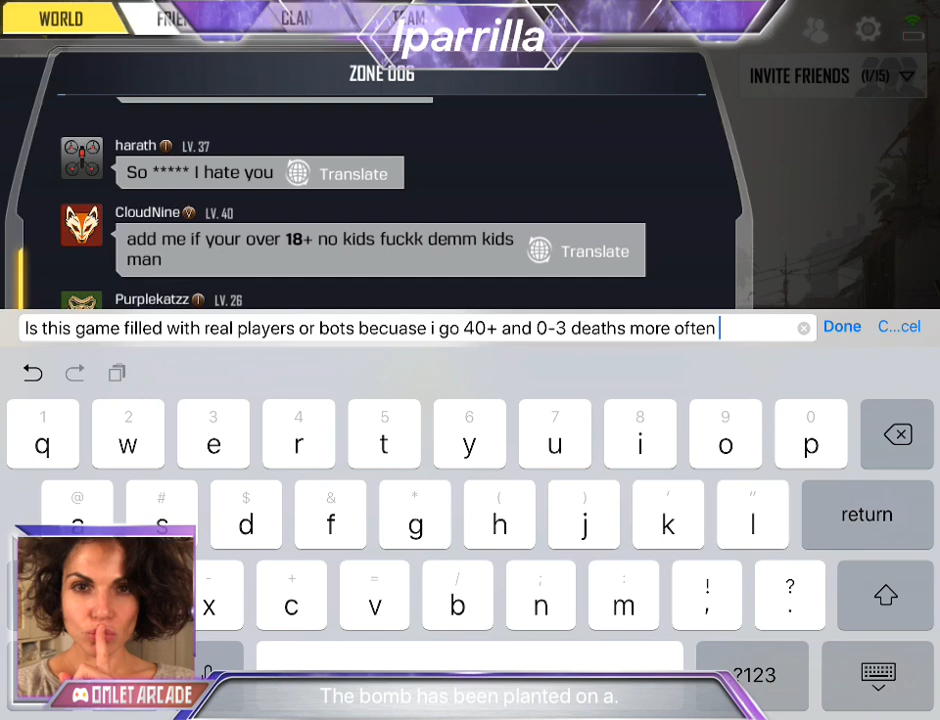 WORLD
CLAN
TEAM
lparrilla
ZONE 006
INVITE FRIENDS (1/15)
harath LV. 37
So ***** I hate you Translate
CloudNine LV. 40
add me if your over 18+ no kids fuckk demm kids
man
Translate
Purplekatzz LV. 26
Is this game filled with real players or bots becuase i go 40+ and 0-3 deaths more often
Done C...cel
1 2 3 4 5 6 7 8 9 0
q w e r t y u i o p
@ # $ & * ( ) ' "
a s d f g h j k l return
- + = / ; : ! ?
x c v b n m , .
?123
OMLET ARCADE
The bomb has been planted on a.